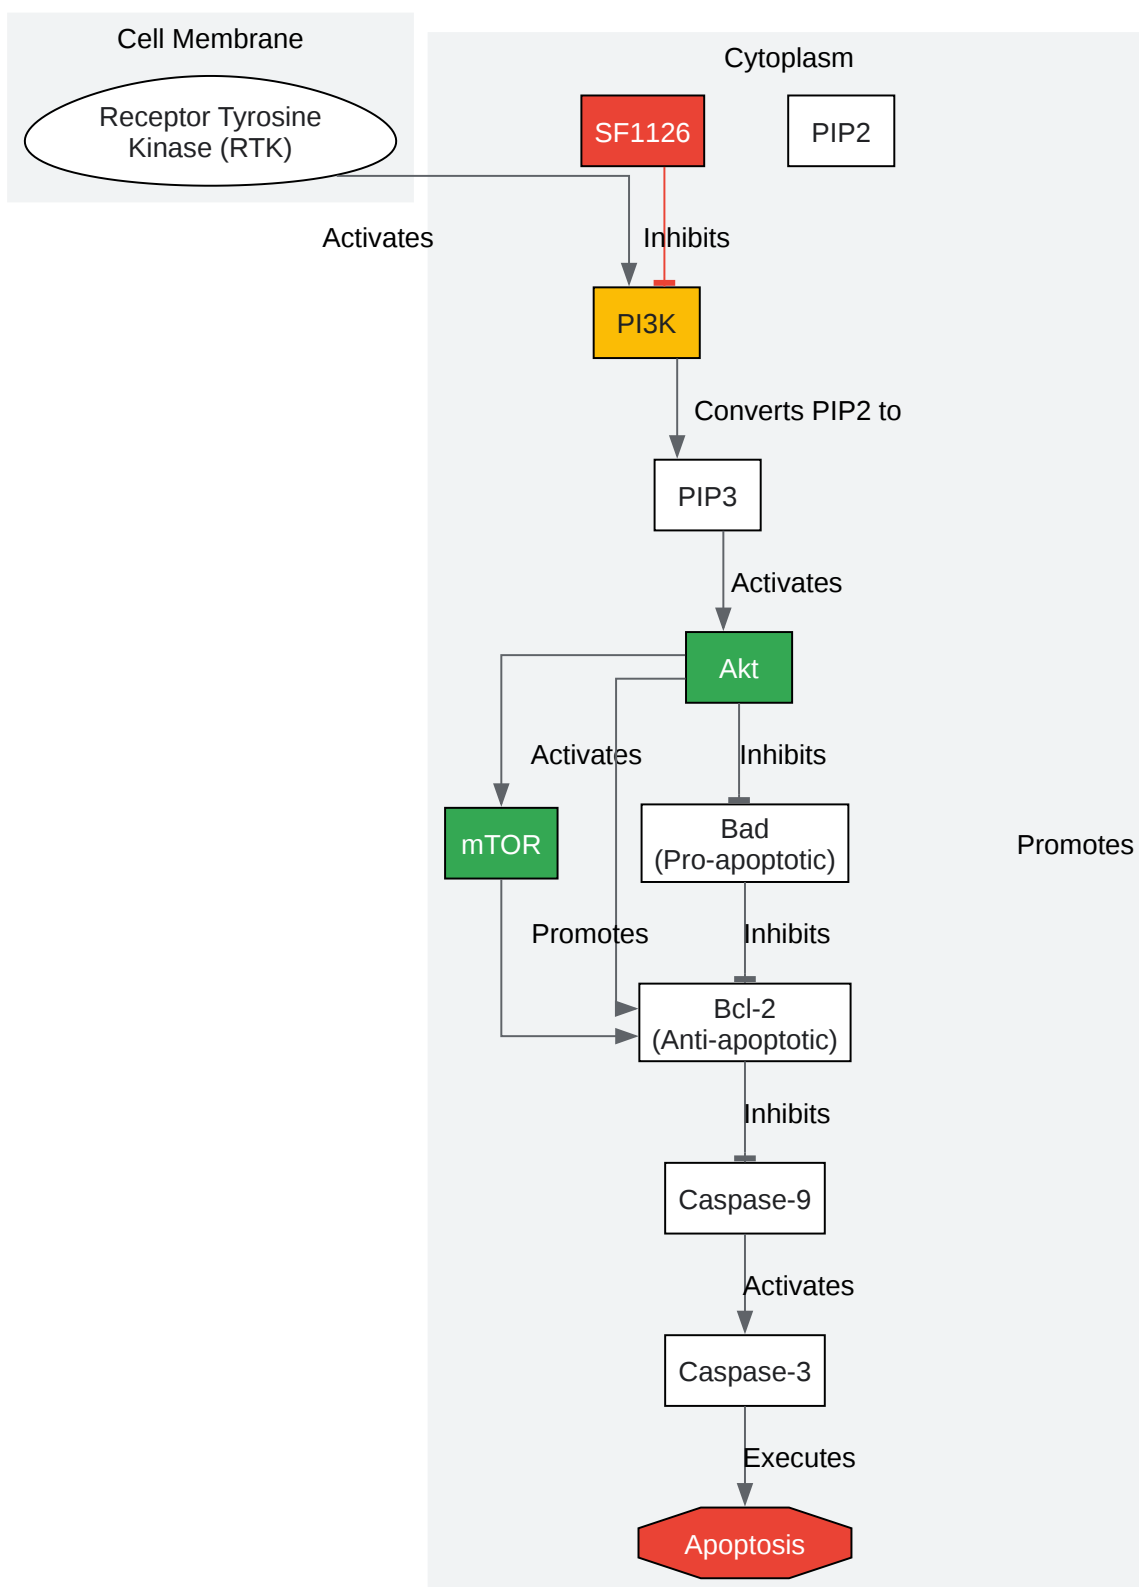 Cell Membrane
Cytoplasm
Receptor Tyrosine
Kinase (RTK)
SF1126
PIP2
Activates
Inhibits
PI3K
Converts PIP2 to
PIP3
Activates
Akt
Activates
Inhibits
mTOR
Bad
(Pro-apoptotic)
Promotes
Promotes
Inhibits
Bcl-2
(Anti-apoptotic)
Inhibits
Caspase-9
Activates
Caspase-3
Executes
Apoptosis